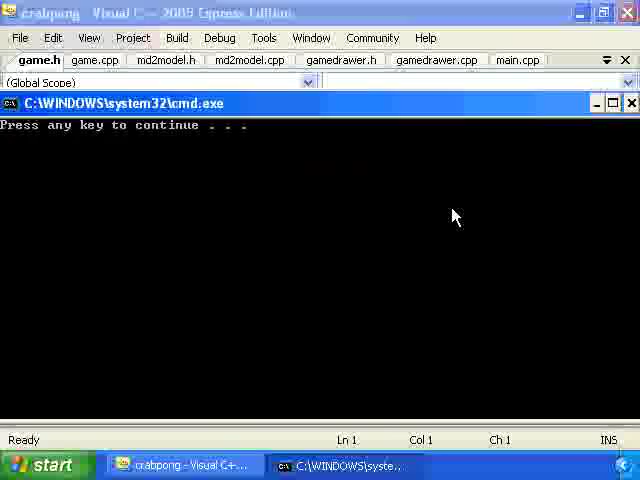 crabpong - Visual C++ 2005 Express Edition
File Edit View Project Build Debug Tools Window Community Help
game.h game.cpp md2model.h md2model.cpp gamedrawer.h gamedrawer.cpp main.cpp
(Global Scope)
C:\WINDOWS\system32\cmd.exe
Press any key to continue . . .
Ready Ln 1 Col 1 Ch 1 INS
start crabpong - Visual C+... C:\WINDOWS\syste...